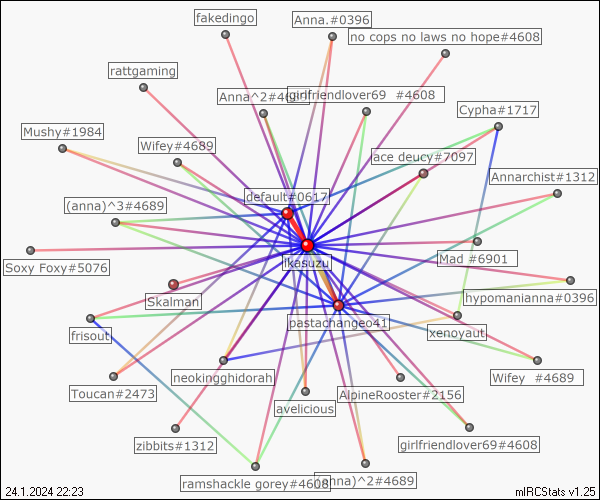 fakedingo
Anna.#0396
no cops no laws no hope#4608
rattgaming
Anna^2#4689
girlfriendlover69 #4608
Cypha#1717
Mushy#1984
Wifey#4689
ace deucy#7097
Annarchist#1312
default#0617
(anna)^3#4689
Ikasuzu
Mad #6901
Soxy Foxy#5076
Skalman
hypomanianna#0396
pastachangeo41
frisout
xenoyaut
neokingghidorah
Wifey #4689
Toucan#2473
AlpineRooster#2156
avelicious
zibbits#1312
girlfriendlover69#4608
ramshackle gorey#4608
(anna)^2#4689
24.1.2024 22:23
mIRCStats v1.25